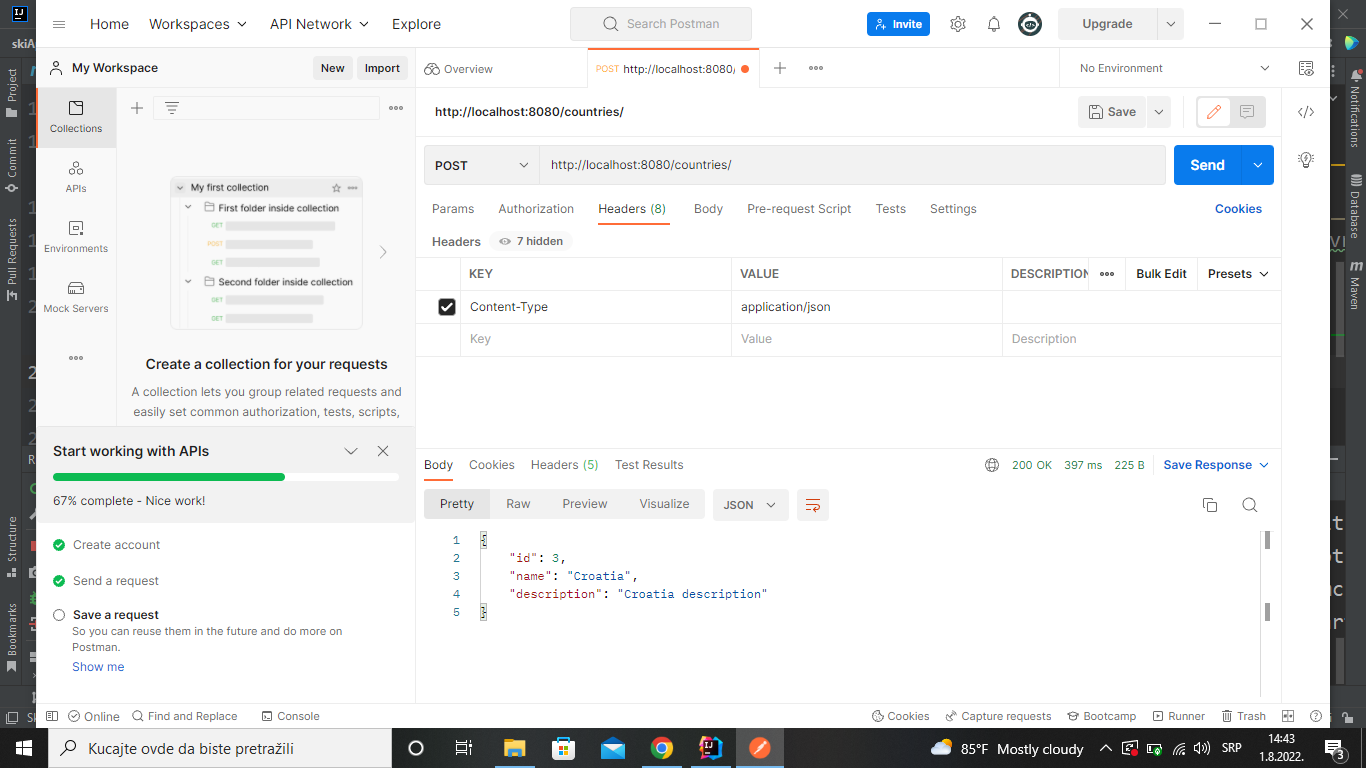 Home Workspaces API Network Explore Search Postman Invite Upgrade
My Workspace New Import Overview POST http://localhost:8080/ No Environment
Collections
APIs
Environments
Mock Servers
My first collection
First folder inside collection
GET
POST
GET
Second folder inside collection
GET
GET
Create a collection for your requests
A collection lets you group related requests and
easily set common authorization, tests, scripts,
Start working with APIs
67% complete - Nice work!
Create account
Send a request
Save a request
So you can reuse them in the future and do more on
Postman.
Show me
http://localhost:8080/countries/ Save
POST http://localhost:8080/countries/ Send
Params Authorization Headers (8) Body Pre-request Script Tests Settings Cookies
Headers 7 hidden
KEY VALUE DESCRIPTION Bulk Edit Presets
Content-Type application/json
Key Value Description
Body Cookies Headers (5) Test Results 200 OK 397 ms 225 B Save Response
Pretty Raw Preview Visualize JSON
1 {
2 "id": 3,
3 "name": "Croatia",
4 "description": "Croatia description"
5 }
Online Find and Replace Console Cookies Capture requests Bootcamp Runner Trash
Project
Commit
Pull Requests
Structure
Bookmarks
Notifications
Database
Maven
Kucajte ovde da biste pretražili 85°F Mostly cloudy SRP 14:43
1.8.2022. 3